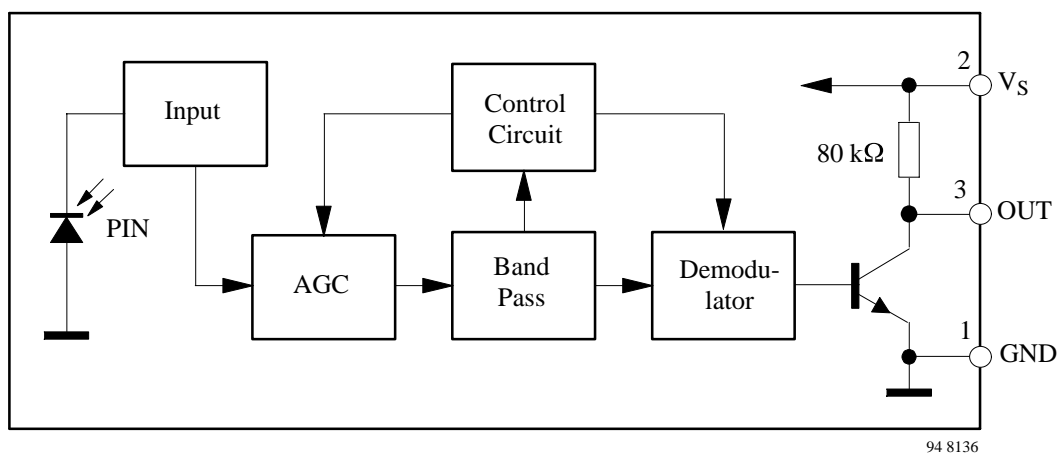 Input
Control
Circuit
2
V_S
80 kΩ
3
OUT
PIN
AGC
Band
Pass
Demodu-
lator
1
GND
94 8136